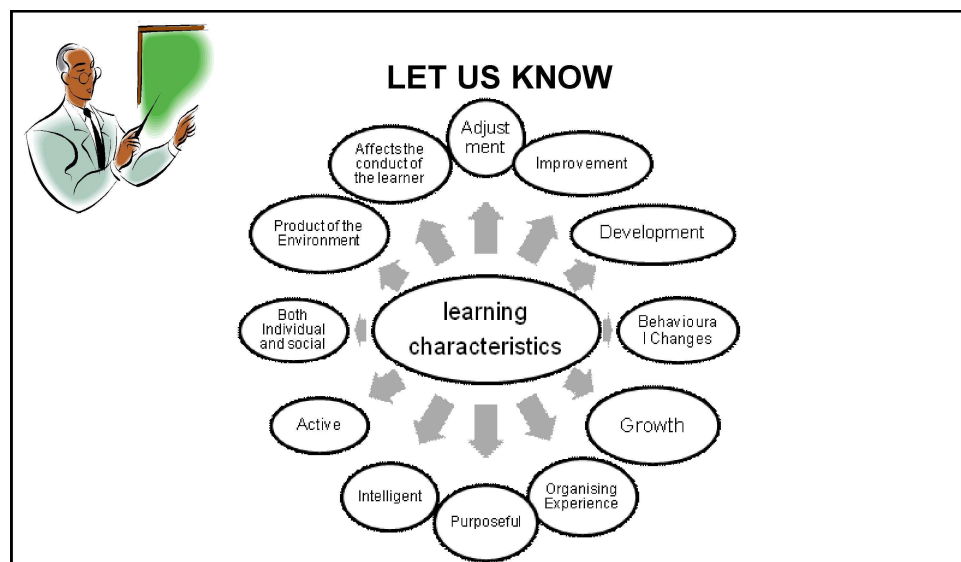 LET US KNOW
Adjust
ment
Improvement
Development
Behavioura
l Changes
Growth
Organising
Experience
Purposeful
Intelligent
Active
Both
Individual
and social
Product of the
Environment
Affects the
conduct of
the learner
learning
characteristics